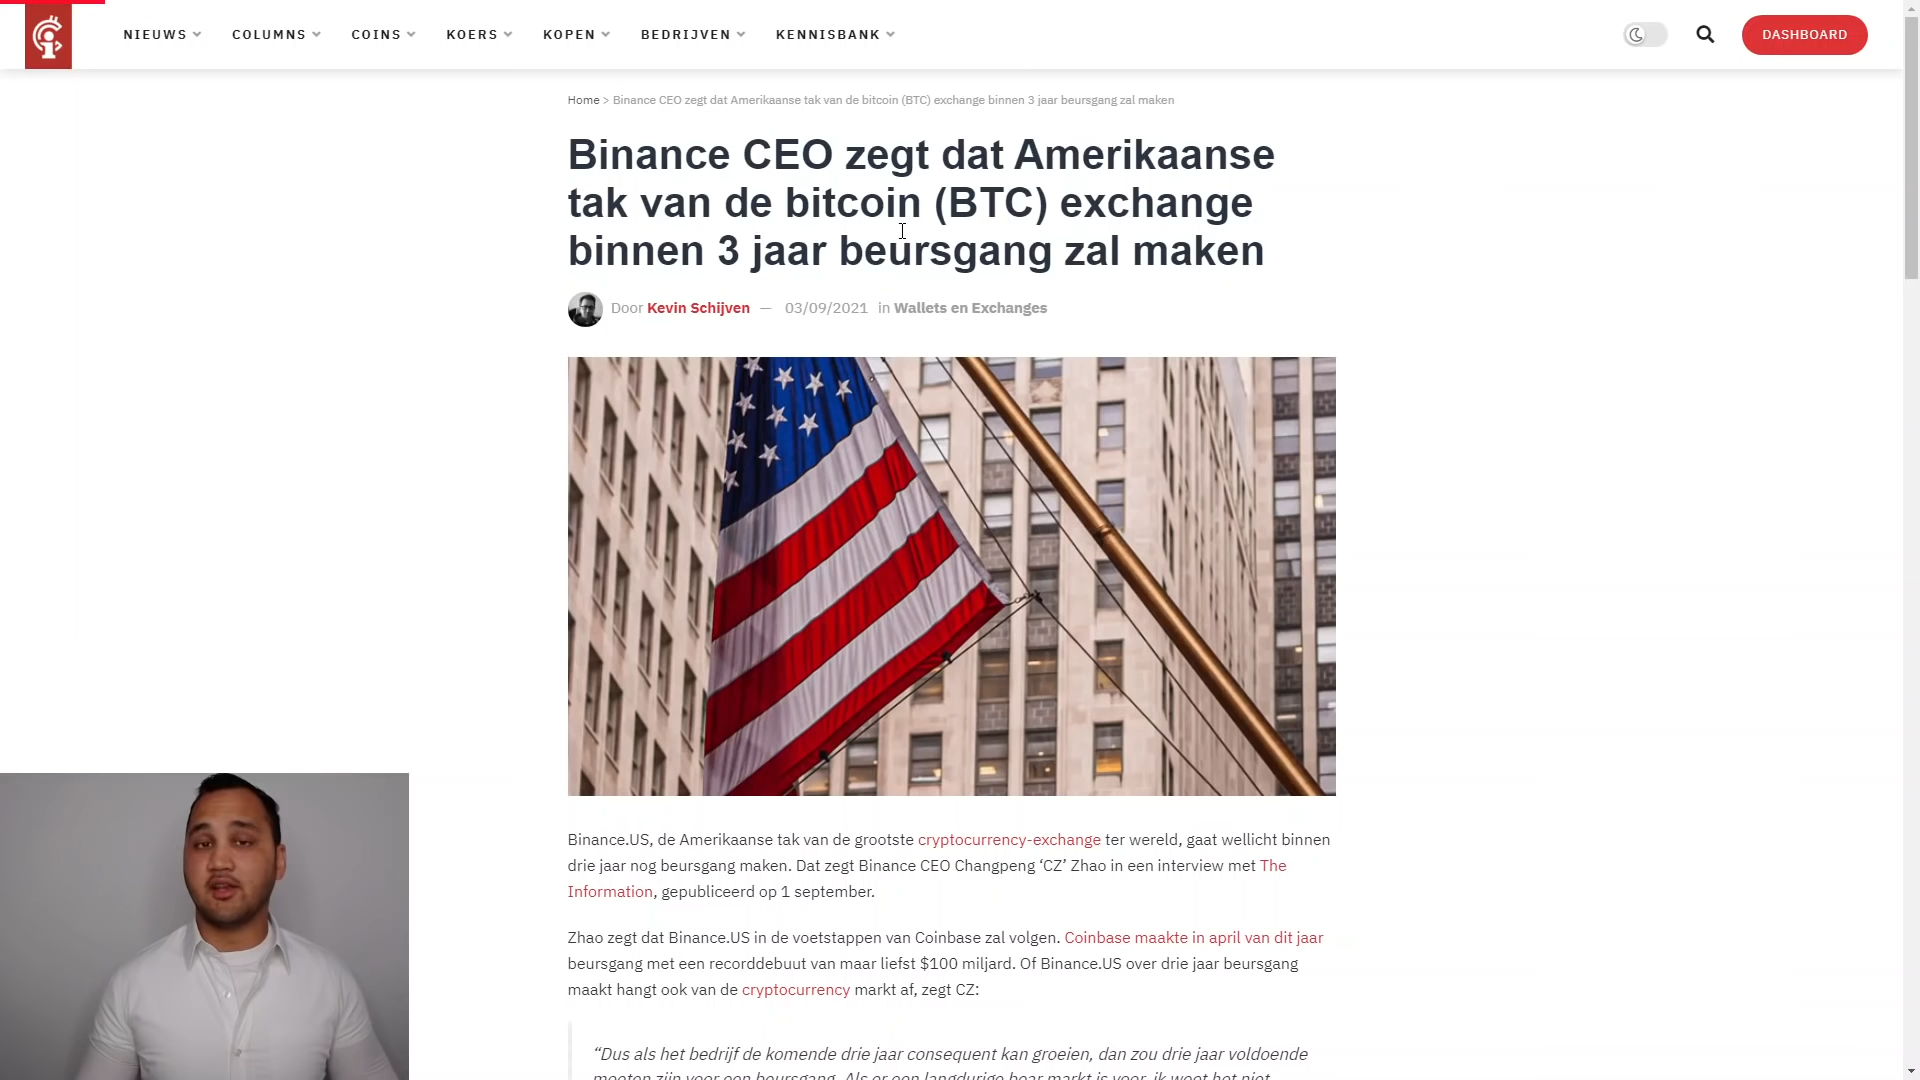 NIEUWS COLUMNS COINS KOERS KOPEN BEDRIJVEN KENNISBANK DASHBOARD
Home > Binance CEO zegt dat Amerikaanse tak van de bitcoin (BTC) exchange binnen 3 jaar beursgang zal maken
Binance CEO zegt dat Amerikaanse
tak van de bitcoin (BTC) exchange
binnen 3 jaar beursgang zal maken
Door Kevin Schijven — 03/09/2021 in Wallets en Exchanges
Binance.US, de Amerikaanse tak van de grootste cryptocurrency-exchange ter wereld, gaat wellicht binnen
drie jaar nog beursgang maken. Dat zegt Binance CEO Changpeng ‘CZ’ Zhao in een interview met The
Information, gepubliceerd op 1 september.
Zhao zegt dat Binance.US in de voetstappen van Coinbase zal volgen. Coinbase maakte in april van dit jaar
beursgang met een recorddebuut van maar liefst $100 miljard. Of Binance.US over drie jaar beursgang
maakt hangt ook van de cryptocurrency markt af, zegt CZ:
“Dus als het bedrijf de komende drie jaar consequent kan groeien, dan zou drie jaar voldoende
moeten zijn voor een beursgang. Als er een langdurige bear markt is voor, ik weet het niet,